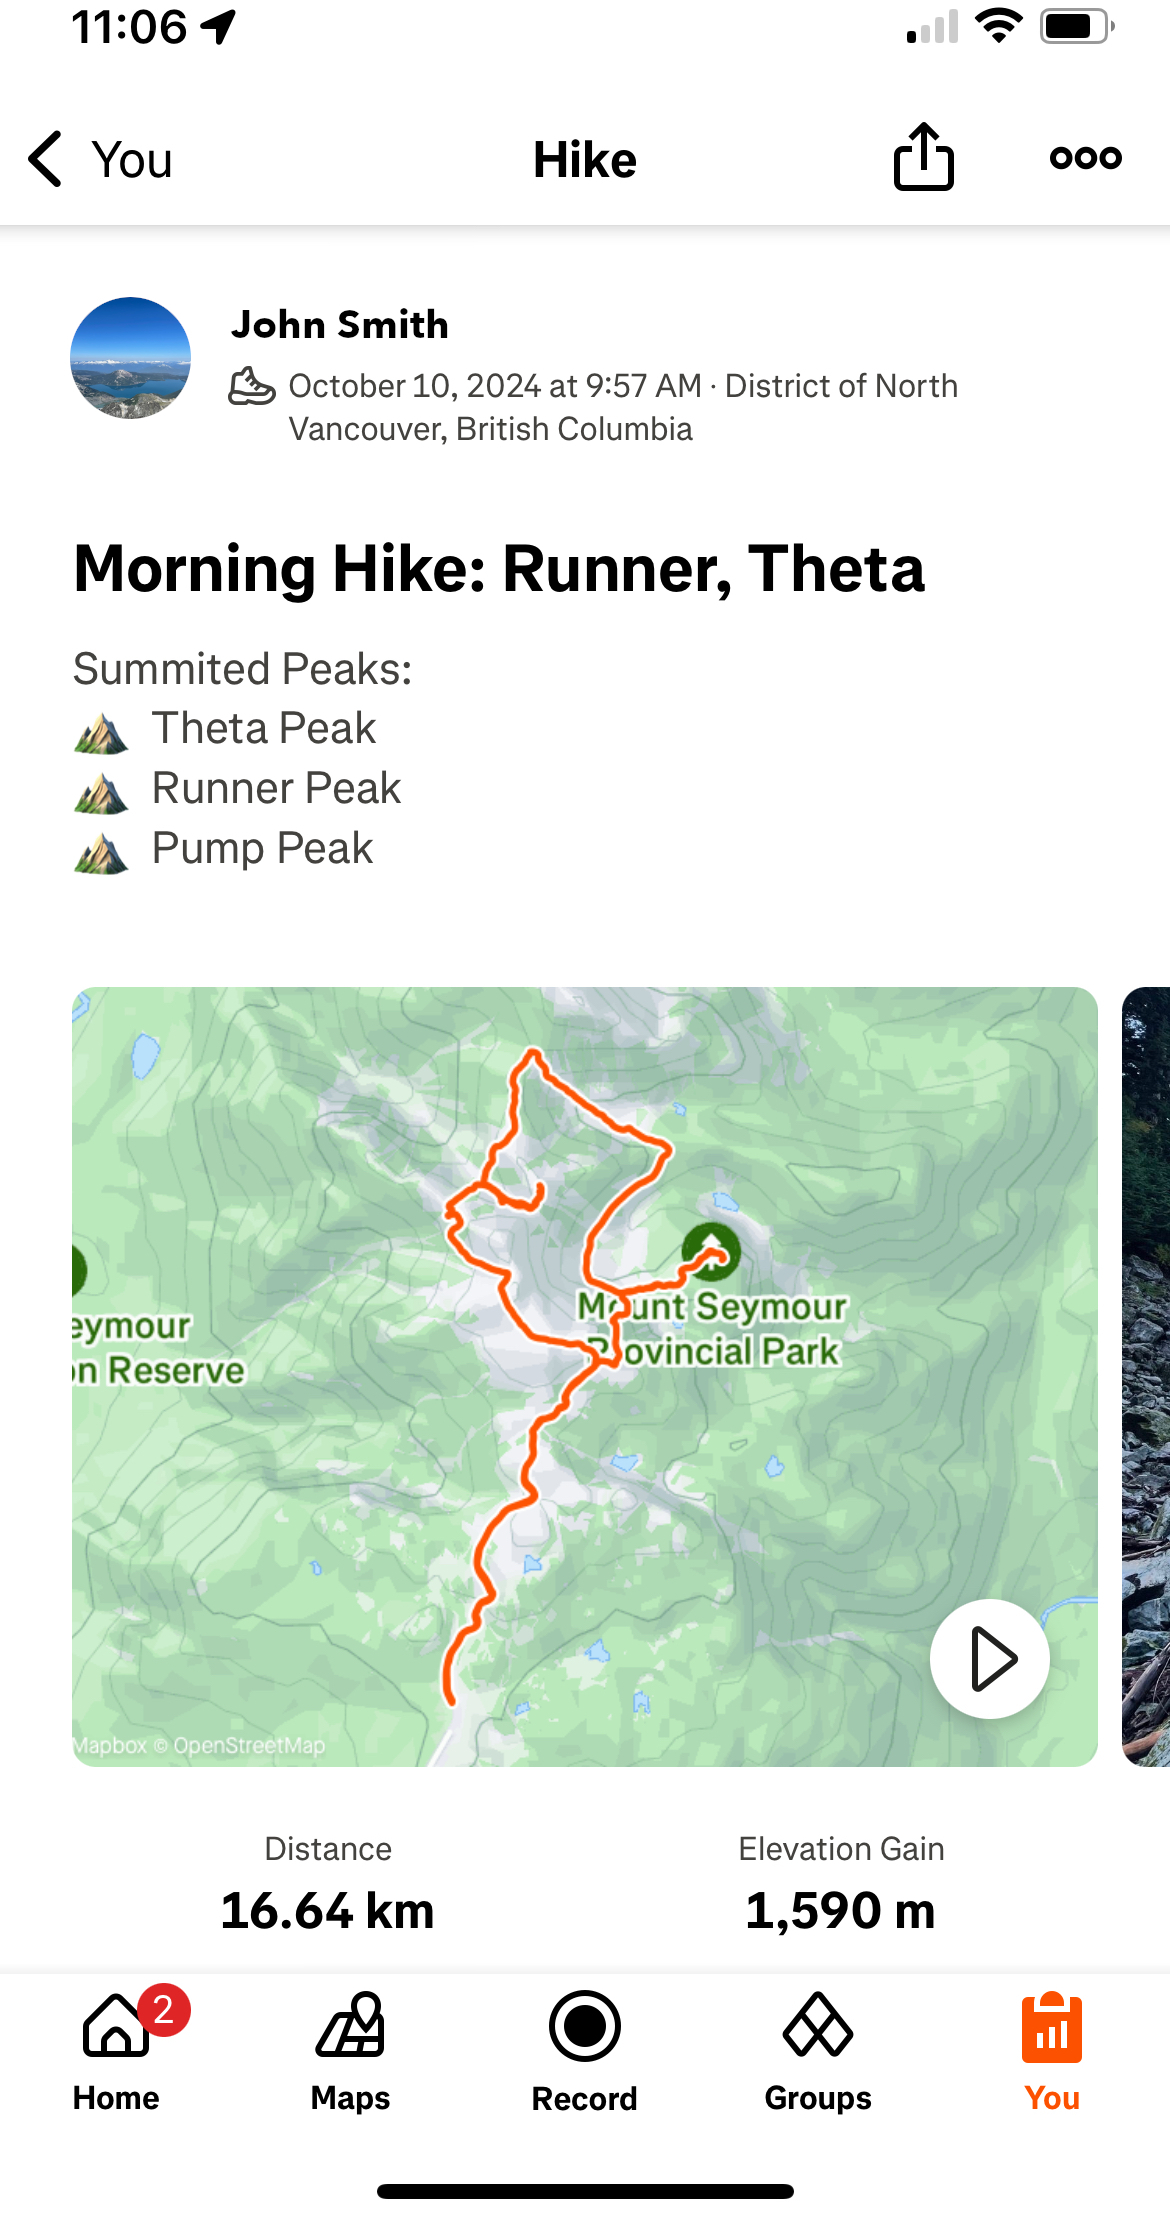 11:06
You
Hike
John Smith
October 10, 2024 at 9:57 AM · District of North
Vancouver, British Columbia
Morning Hike: Runner, Theta
Summited Peaks:
Theta Peak
Runner Peak
Pump Peak
Mount Seymour
Provincial Park
eymour
on Reserve
Mapbox © OpenStreetMap
Distance
Elevation Gain
16.64 km
1,590 m
2
Home
Maps
Record
Groups
You